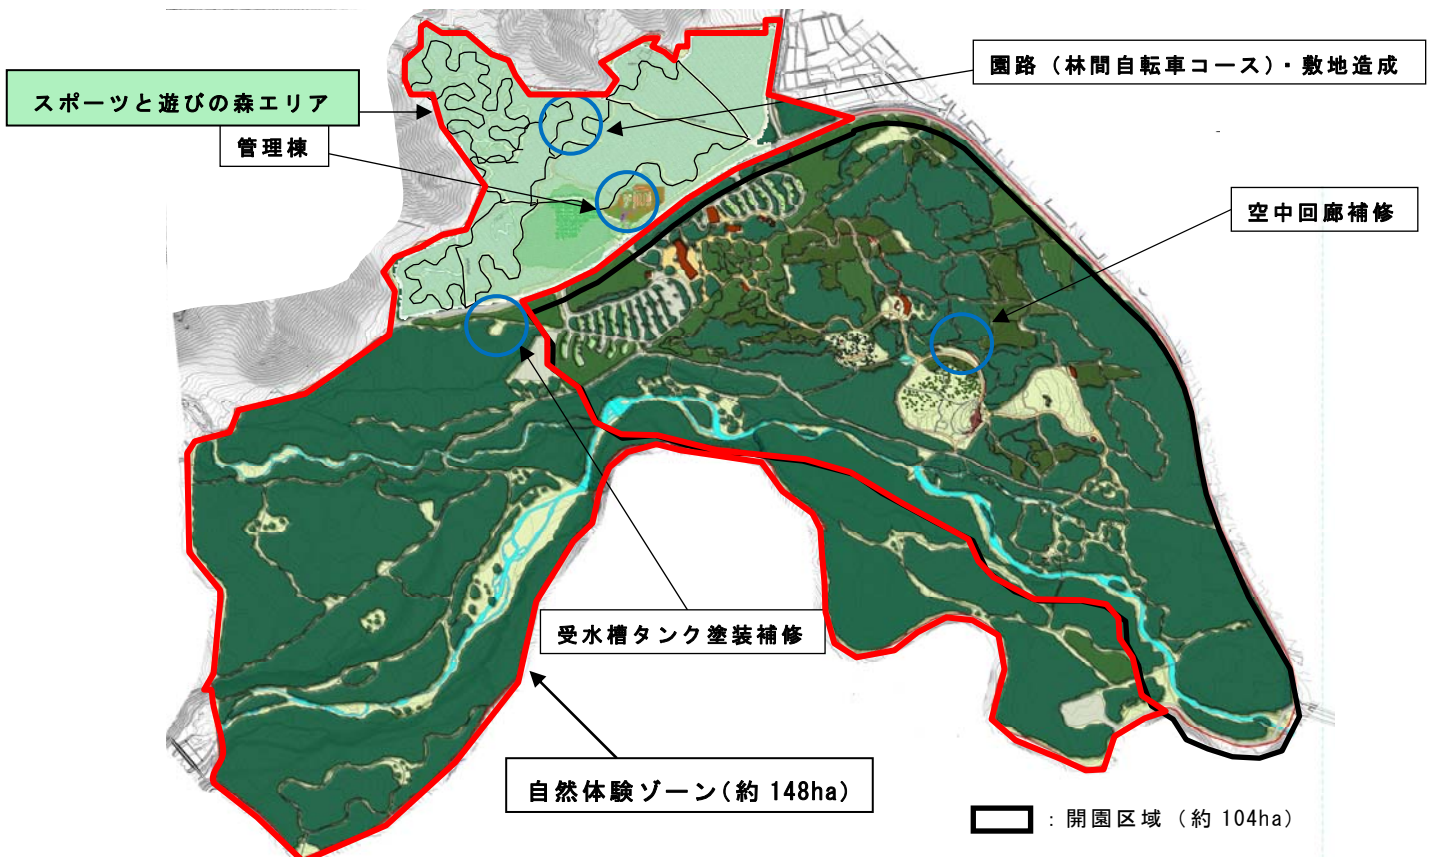 園路（林間自転車コース）・敷地造成
スポーツと遊びの森エリア
管理棟
空中回廊補修
受水槽タンク塗装補修
自然体験ゾーン（約 148ha）
：開園区域（約 104ha）